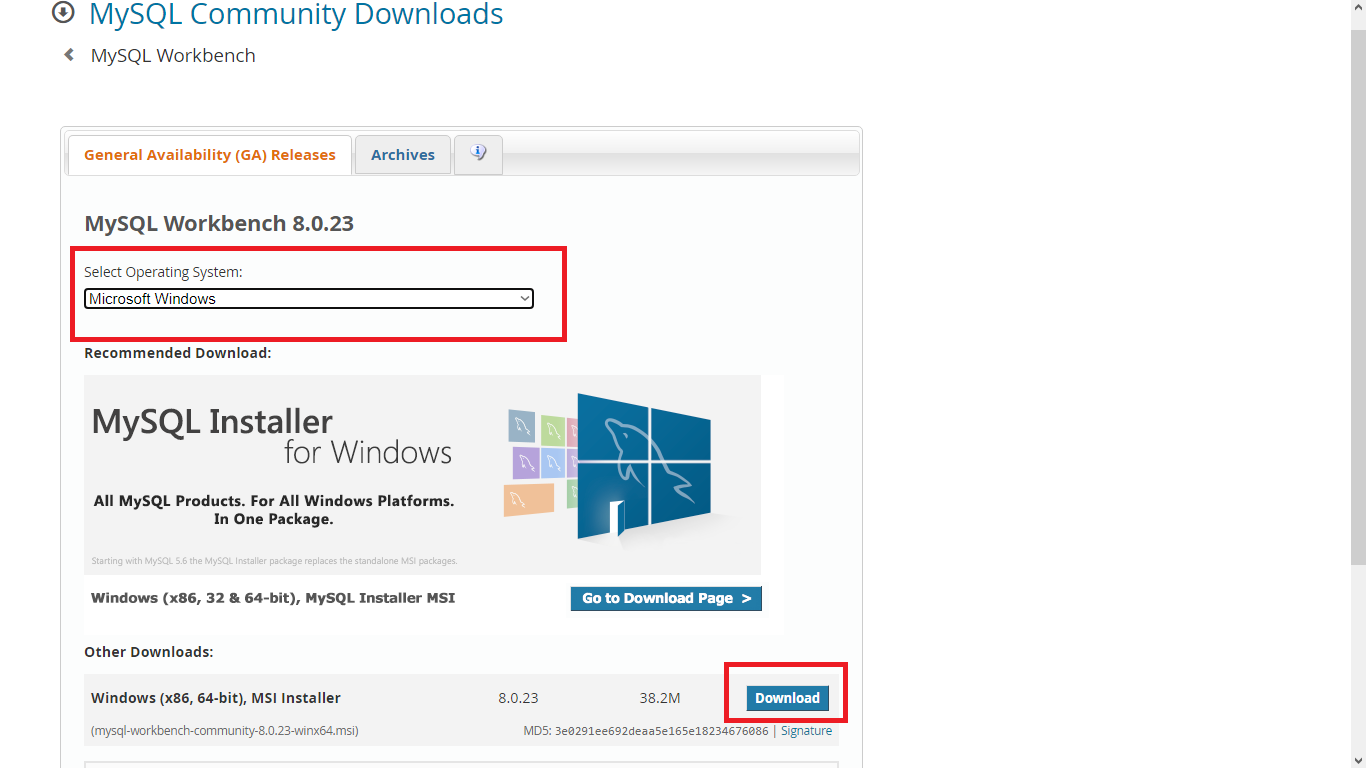 MySQL Community Downloads
MySQL Workbench
General Availability (GA) Releases
Archives
MySQL Workbench 8.0.23
Select Operating System:
Microsoft Windows
Recommended Download:
MySQL Installer
for Windows
All MySQL Products. For All Windows Platforms.
In One Package.
Starting with MySQL 5.6 the MySQL Installer package replaces the standalone MSI packages.
Windows (x86, 32 & 64-bit), MySQL Installer MSI
Go to Download Page >
Other Downloads:
Windows (x86, 64-bit), MSI Installer 8.0.23 38.2M Download
(mysql-workbench-community-8.0.23-winx64.msi) MD5: 3e0291ee692deaa5e165e18234676086 | Signature